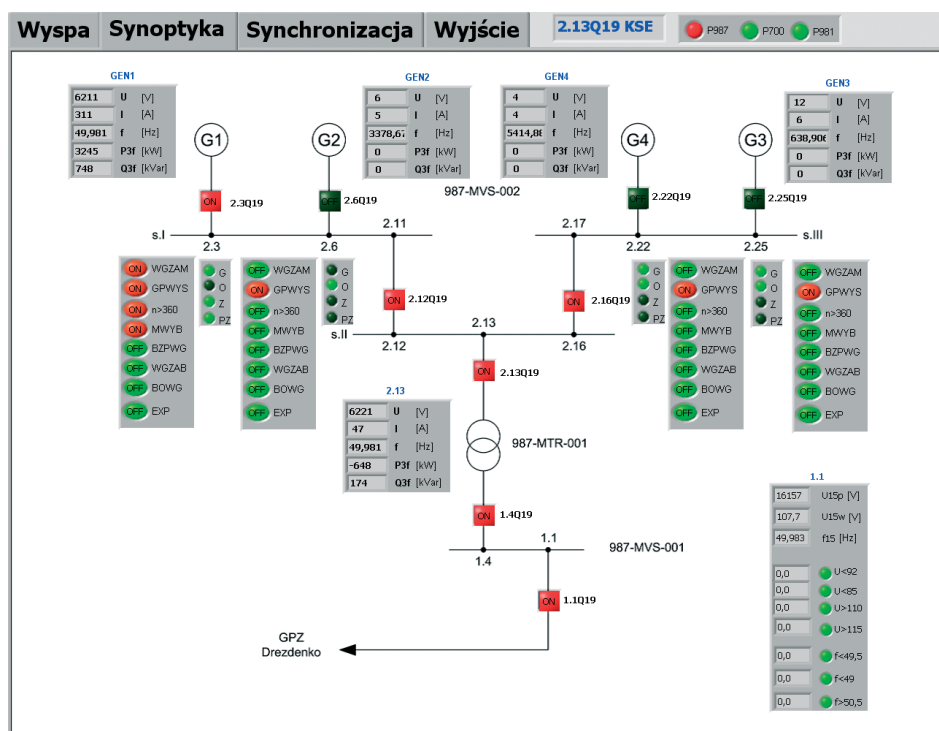 Wyspa Synoptyka Synchronizacja Wyjście 2.13Q19 KSE P987 P700 P981
GEN1
6211 U [V]
311 I [A]
49,981 f [Hz]
3245 P3f [kW]
748 Q3f [kVar]
GEN2
6 U [V]
5 I [A]
3378,67 f [Hz]
0 P3f [kW]
0 Q3f [kVar]
GEN4
4 U [V]
4 I [A]
5414,88 f [Hz]
0 P3f [kW]
0 Q3f [kVar]
GEN3
12 U [V]
6 I [A]
638,906 f [Hz]
0 P3f [kW]
0 Q3f [kVar]
G1 G2 G4 G3
987-MVS-002
ON 2.3Q19
OFF 2.6Q19
OFF 2.22Q19
OFF 2.25Q19
s.I 2.3 2.6 2.11
2.17 2.22 2.25 s.III
ON WGZAM
ON GPWYS
ON n>360
ON MWYB
OFF BZPWG
OFF WGZAB
OFF BOWG
OFF EXP
G
O
Z
PZ
OFF WGZAM
ON GPWYS
OFF n>360
OFF MWYB
OFF BZPWG
OFF WGZAB
OFF BOWG
OFF EXP
G
O
Z
PZ
ON 2.12Q19
ON 2.16Q19
s.II 2.12 2.13 2.16
G
O
Z
PZ
OFF WGZAM
ON GPWYS
OFF n>360
OFF MWYB
OFF BZPWG
OFF WGZAB
OFF BOWG
OFF EXP
G
O
Z
PZ
OFF WGZAM
ON GPWYS
OFF n>360
OFF MWYB
OFF BZPWG
OFF WGZAB
OFF BOWG
OFF EXP
ON 2.13Q19
2.13
6221 U [V]
47 I [A]
49,981 f [Hz]
-648 P3f [kW]
174 Q3f [kVar]
987-MTR-001
ON 1.4Q19
1.4 1.1 987-MVS-001
ON 1.1Q19
GPZ
Drezdenko
1.1
16157 U15p [V]
107,7 U15w [V]
49,983 f15 [Hz]
0,0 U<92
0,0 U<85
0,0 U>110
0,0 U>115
0,0 f<49,5
0,0 f<49
0,0 f>50,5